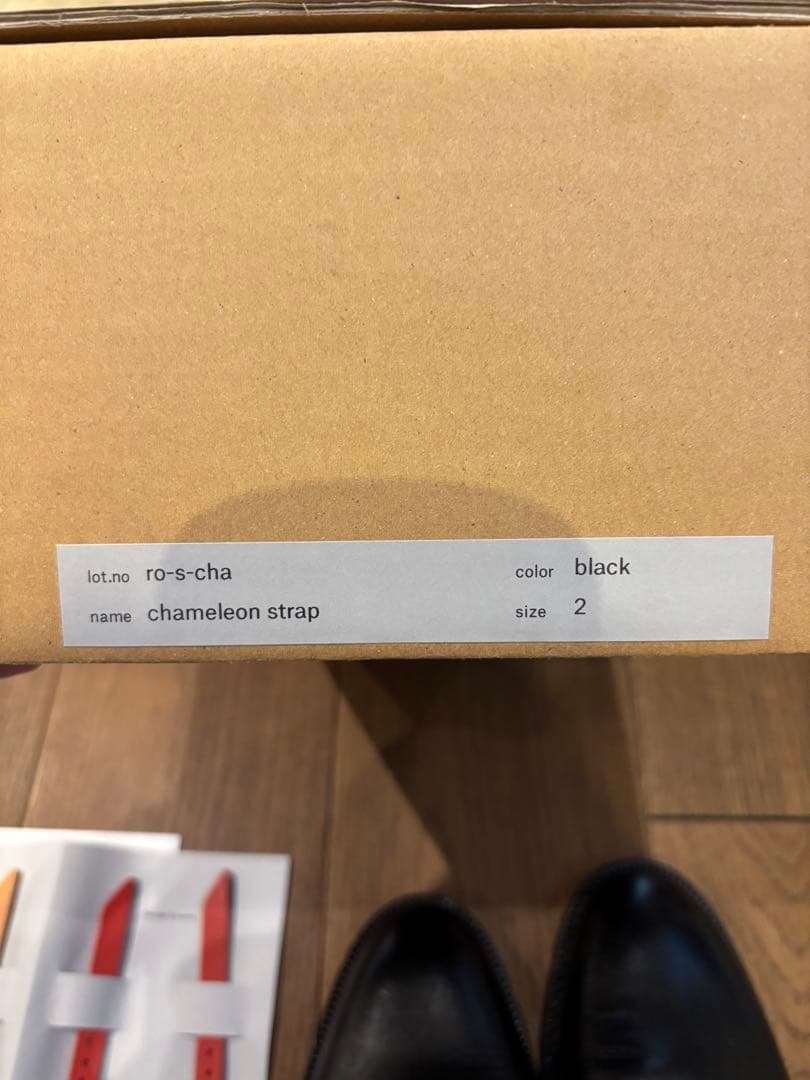 lot.no ro-s-cha color black
name chameleon strap size 2